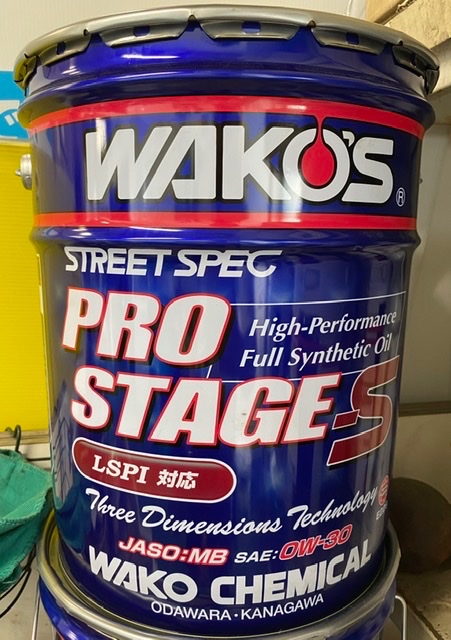 WAKO'S®
STREET SPEC
PRO
STAGE-S
High-Performance
Full Synthetic Oil
LSPI 対応
Three Dimensions Technology
JASO:MB SAE:0W-30
WAKO CHEMICAL
ODAWARA・KANAGAWA